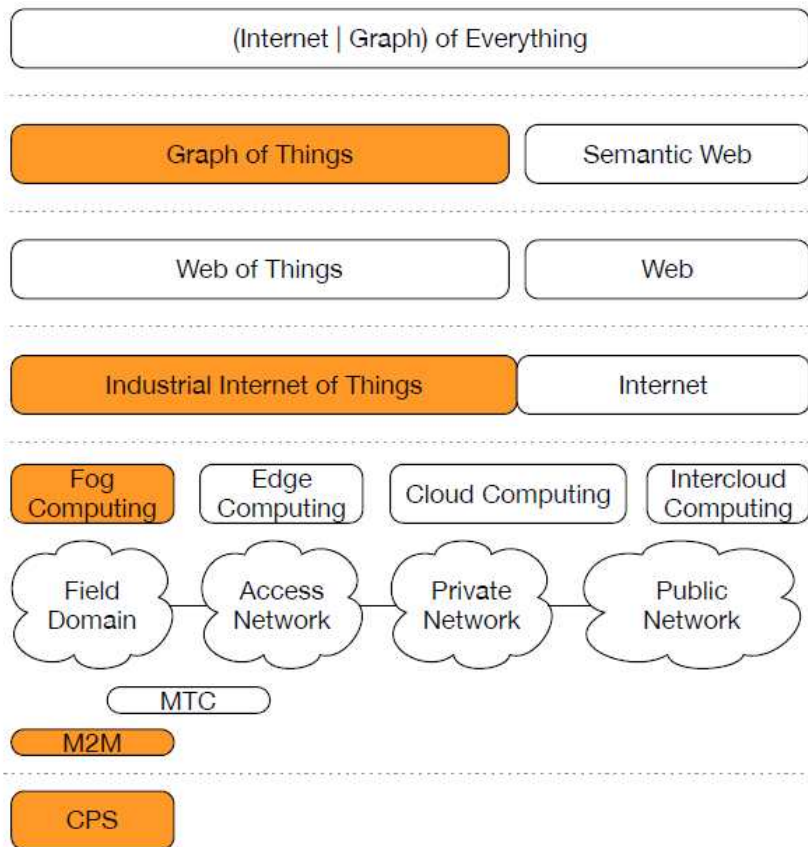 (Internet | Graph) of Everything
Graph of Things
Semantic Web
Web of Things
Web
Industrial Internet of Things
Internet
Fog
Computing
Edge
Computing
Cloud Computing
Intercloud
Computing
Field
Domain
Access
Network
Private
Network
Public
Network
MTC
M2M
CPS